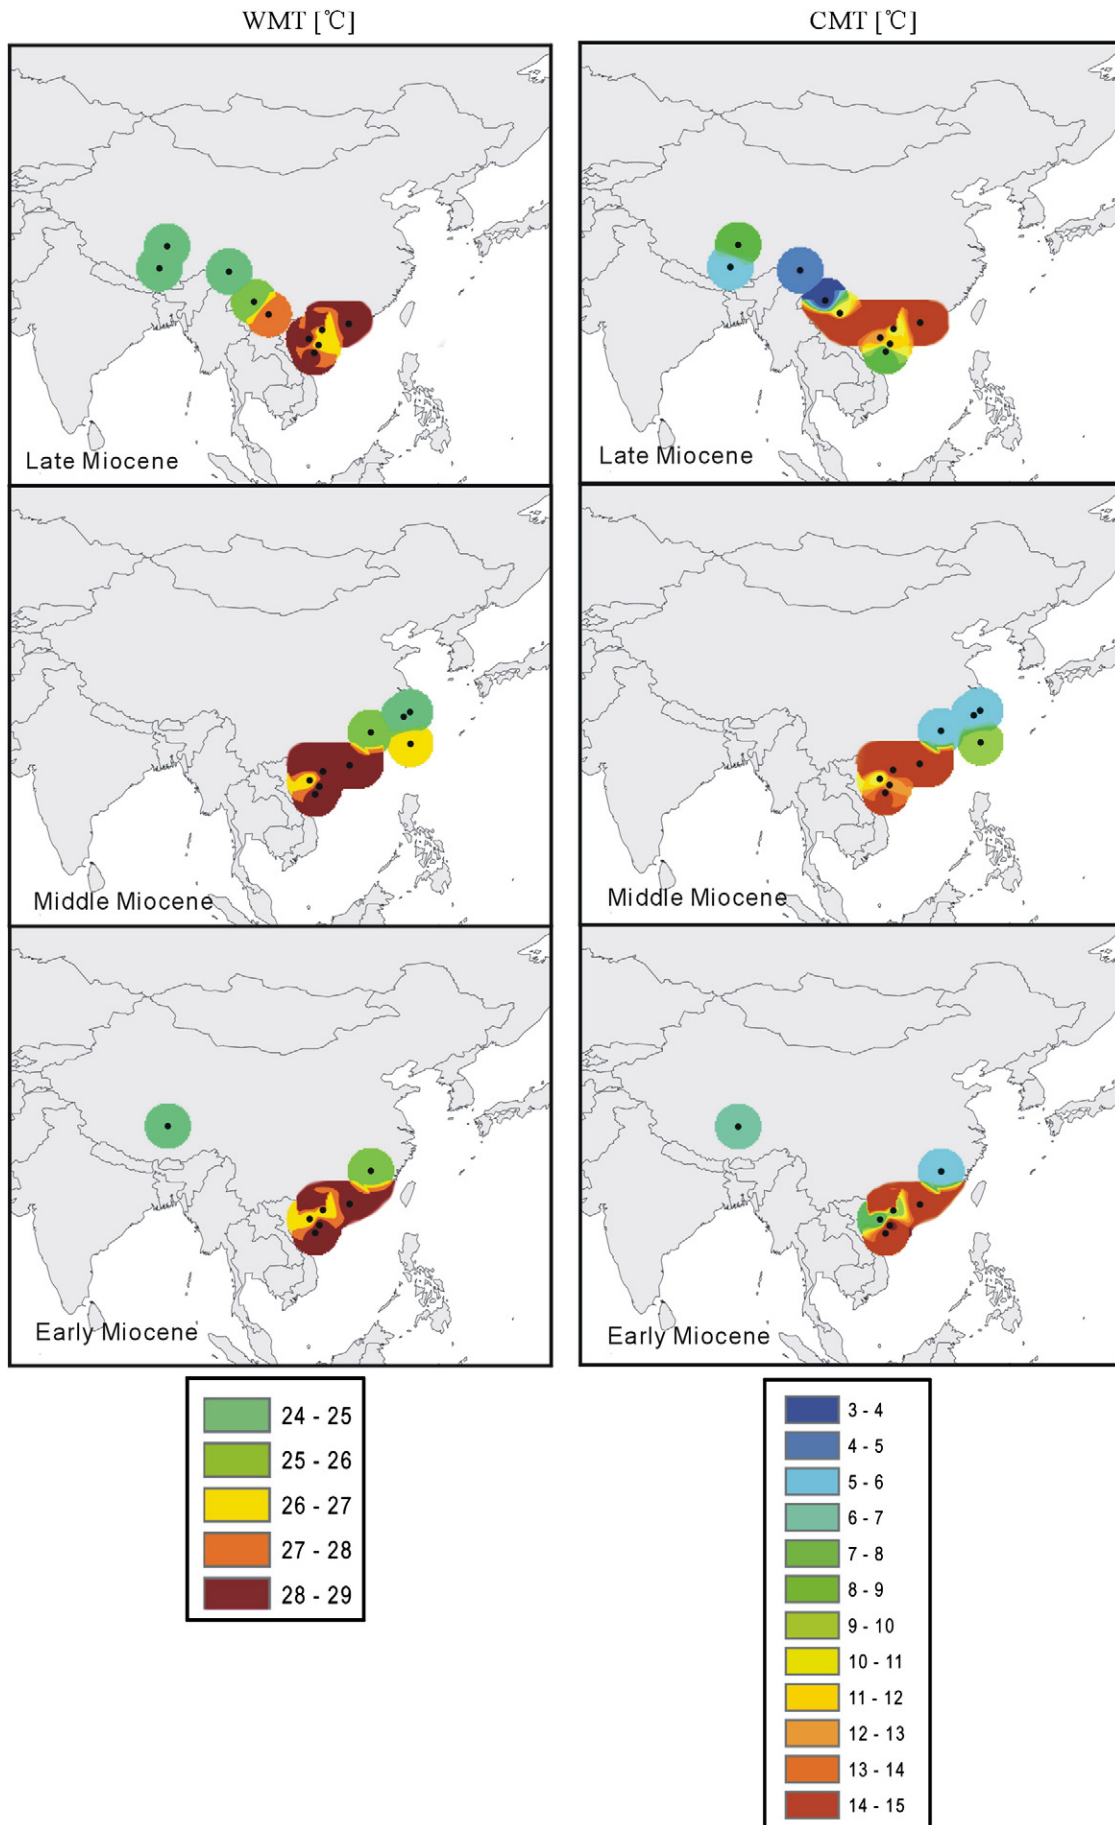 WMT [℃]
CMT [℃]
Late Miocene
Late Miocene
Middle Miocene
Middle Miocene
Early Miocene
Early Miocene
24 - 25
25 - 26
26 - 27
27 - 28
28 - 29
3 - 4
4 - 5
5 - 6
6 - 7
7 - 8
8 - 9
9 - 10
10 - 11
11 - 12
12 - 13
13 - 14
14 - 15